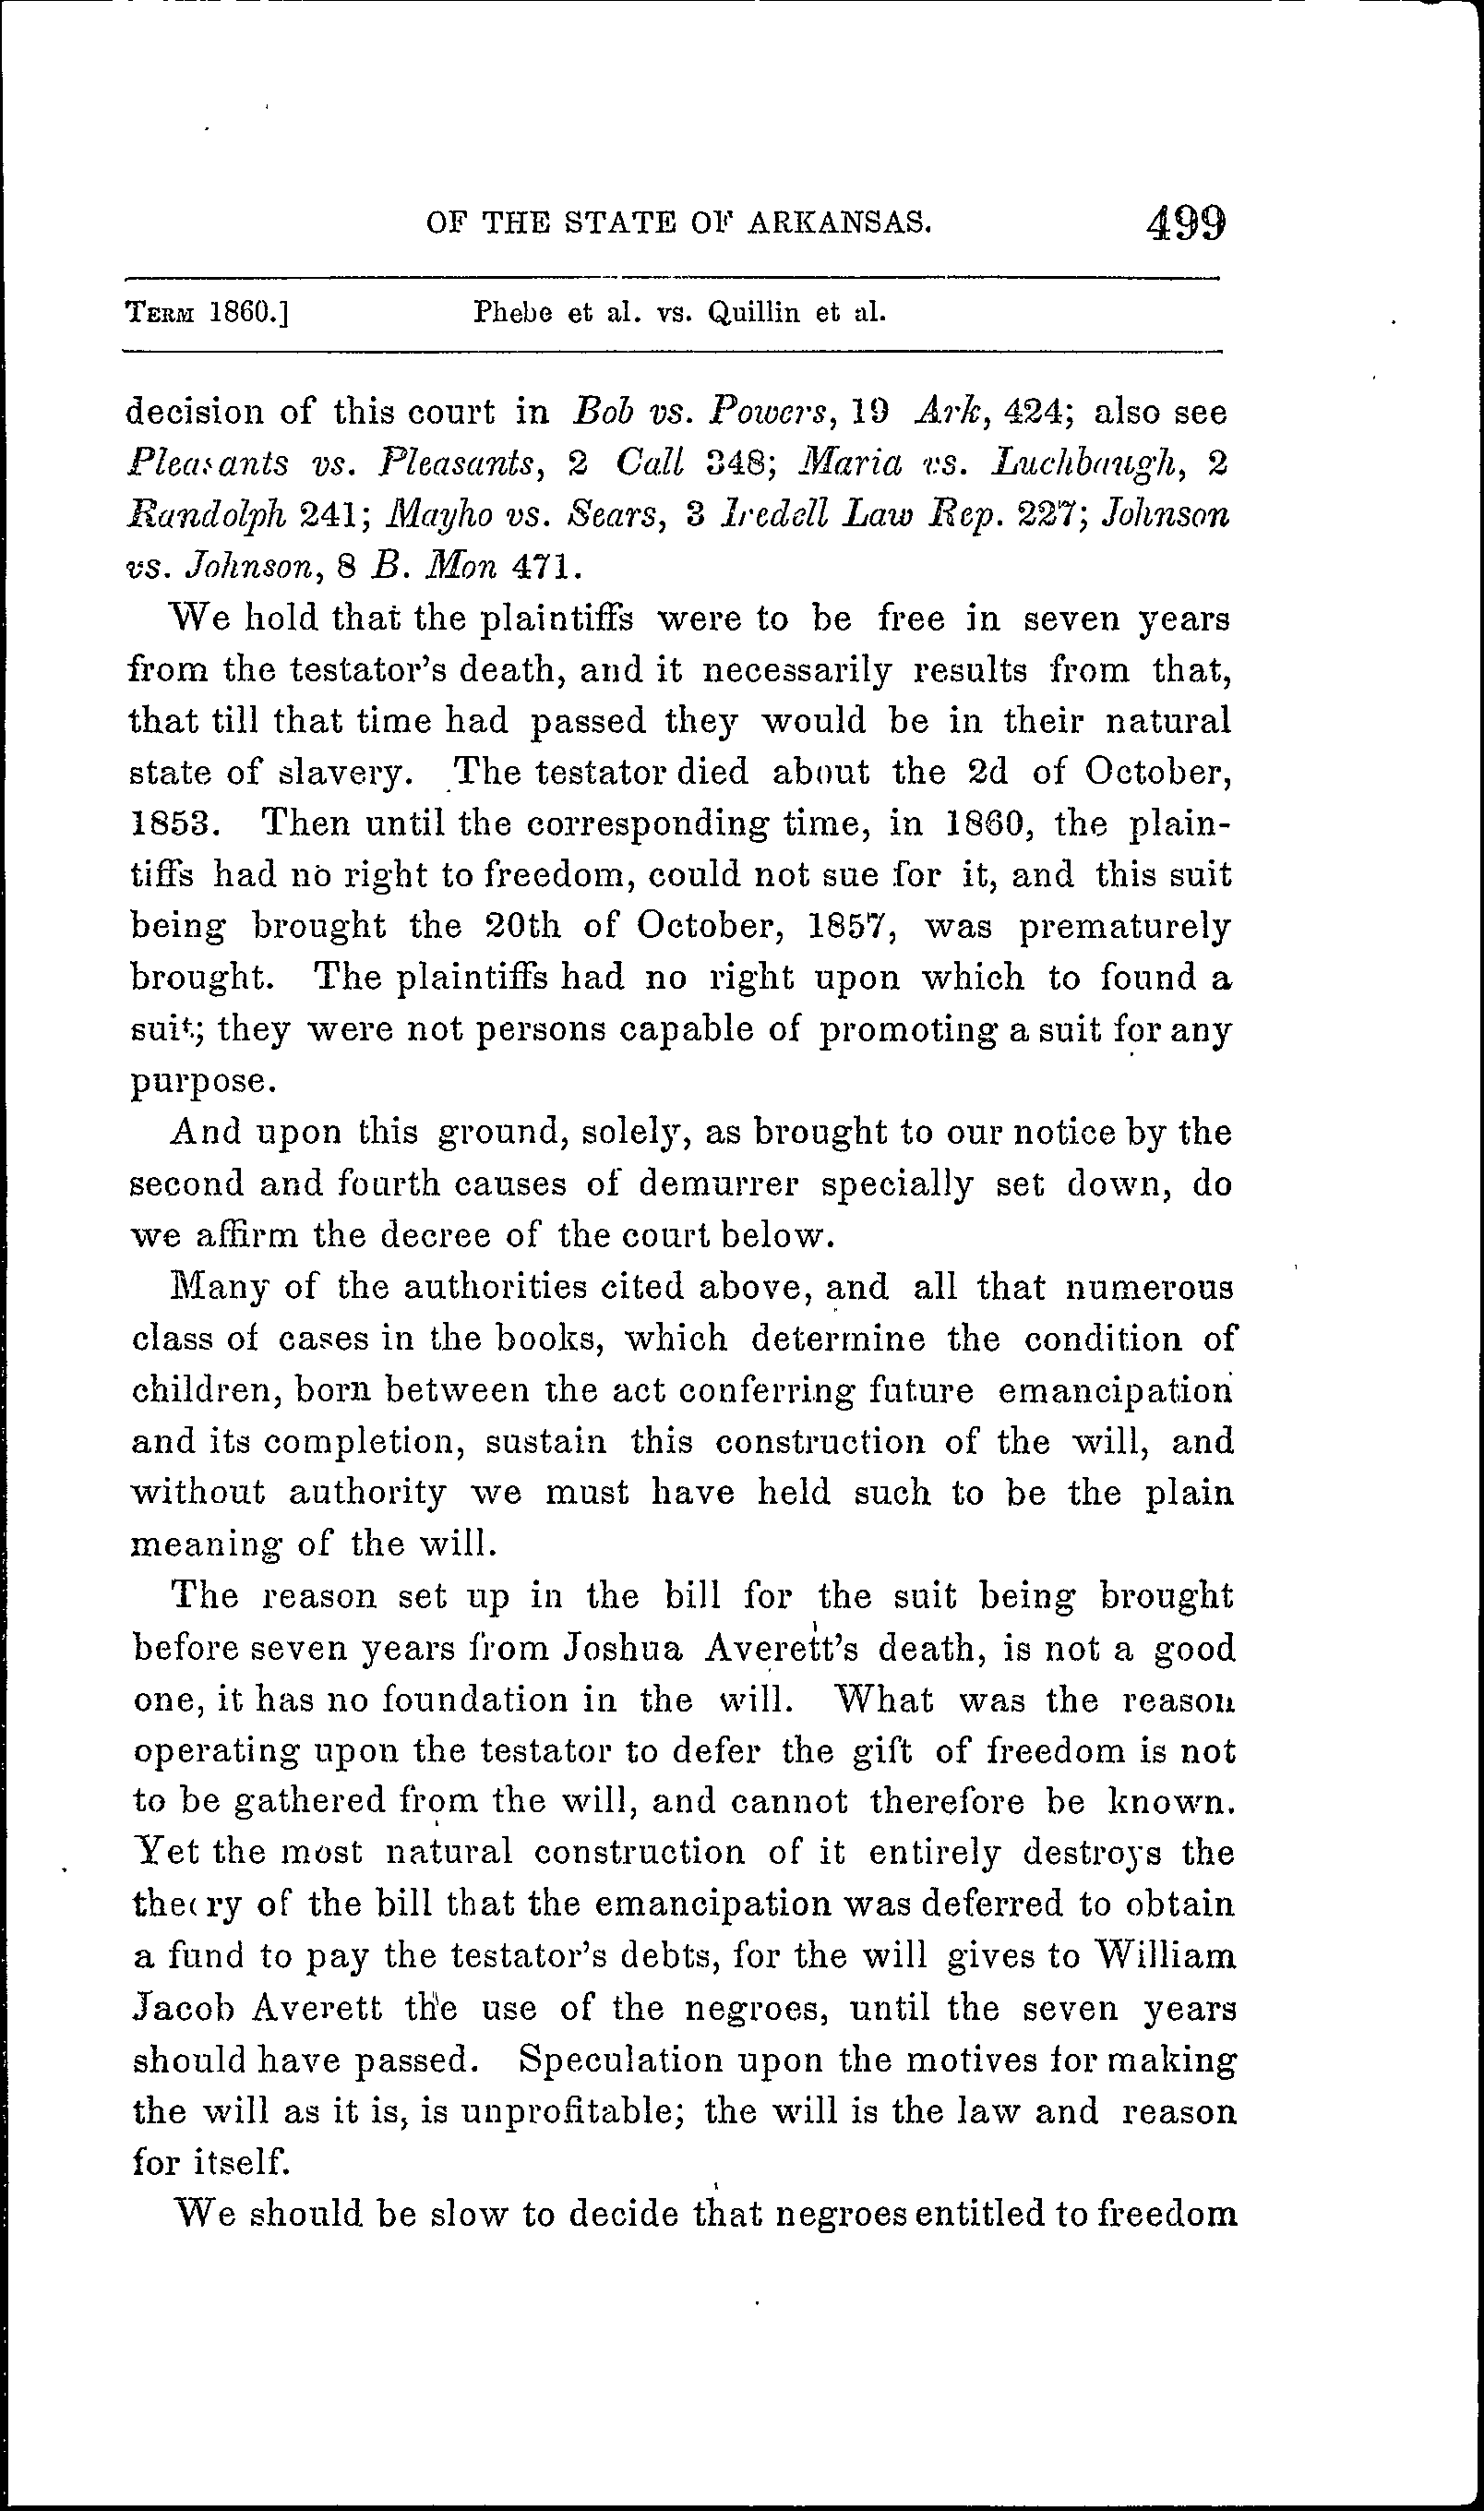 OF THE STATE OF ARKANSAS. 499
TERM 1860.] Phebe et al. vs. Quillin et al.
decision of this court in Bob vs. Powers, 19 Ark, 424; also see
Pleasants vs. Pleasants, 2 Call 348; Maria vs. Luchbaugh, 2
Randolph 241; Mayho vs. Sears, 3 Iredell Law Rep. 227; Johnson
vs. Johnson, 8 B. Mon 471.
We hold that the plaintiffs were to be free in seven years
from the testator's death, and it necessarily results from that,
that till that time had passed they would be in their natural
state of slavery. The testator died about the 2d of October,
1853. Then until the corresponding time, in 1860, the plain-
tiffs had no right to freedom, could not sue for it, and this suit
being brought the 20th of October, 1857, was prematurely
brought. The plaintiffs had no right upon which to found a
suit; they were not persons capable of promoting a suit for any
purpose.
And upon this ground, solely, as brought to our notice by the
second and fourth causes of demurrer specially set down, do
we affirm the decree of the court below.
Many of the authorities cited above, and all that numerous
class of cases in the books, which determine the condition of
children, born between the act conferring future emancipation
and its completion, sustain this construction of the will, and
without authority we must have held such to be the plain
meaning of the will.
The reason set up in the bill for the suit being brought
before seven years from Joshua Averett's death, is not a good
one, it has no foundation in the will. What was the reason
operating upon the testator to defer the gift of freedom is not
to be gathered from the will, and cannot therefore be known.
Yet the most natural construction of it entirely destroys the
theory of the bill that the emancipation was deferred to obtain
a fund to pay the testator's debts, for the will gives to William
Jacob Averett the use of the negroes, until the seven years
should have passed. Speculation upon the motives for making
the will as it is, is unprofitable; the will is the law and reason
for itself.
We should be slow to decide that negroes entitled to freedom